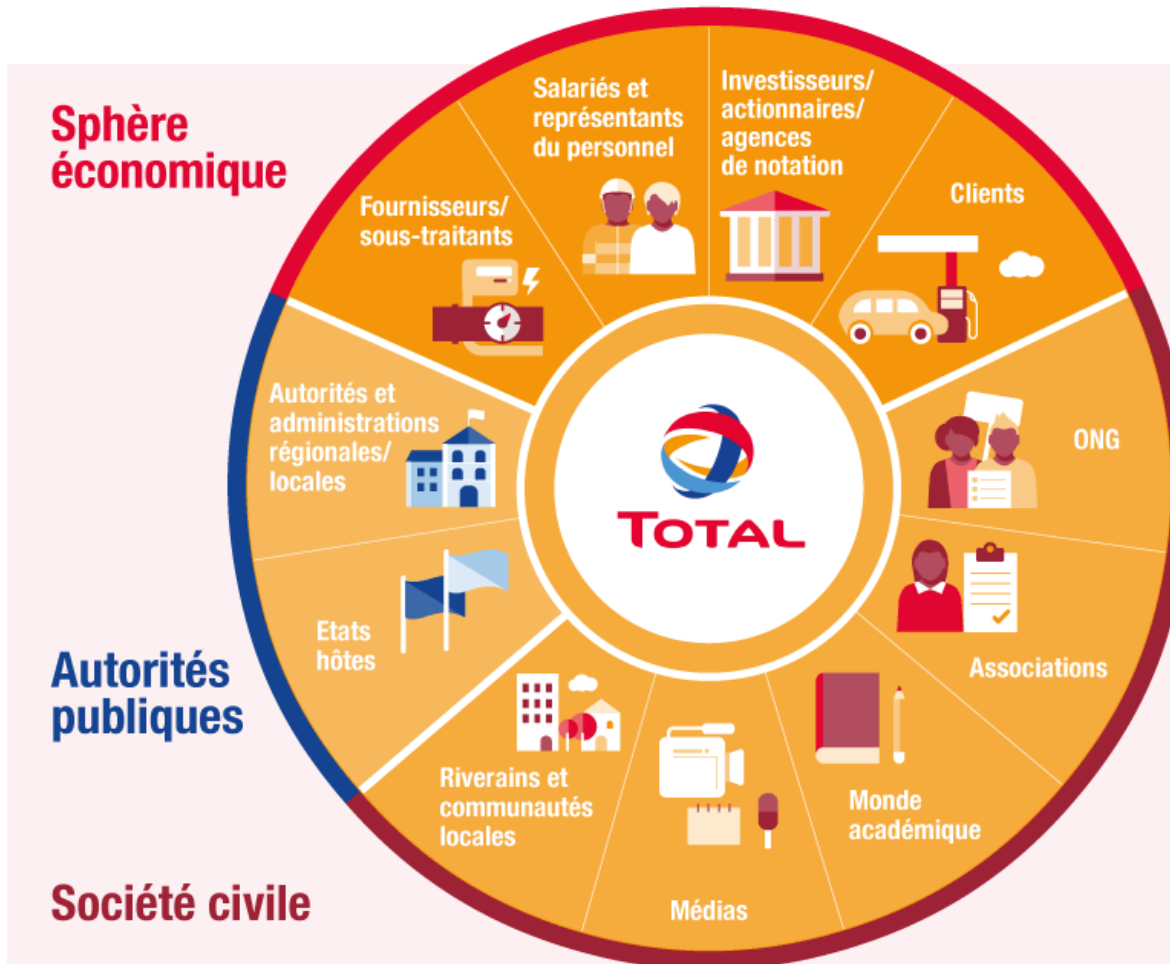 Sphère
économique
Fournisseurs/
sous-traitants
Salariés et
représentants
du personnel
Investisseurs/
actionnaires/
agences
de notation
Clients
ONG
Associations
Monde
académique
Médias
Riverains et
communautés
locales
Etats
hôtes
Autorités et
administrations
régionales/
locales
TOTAL
Autorités
publiques
Société civile